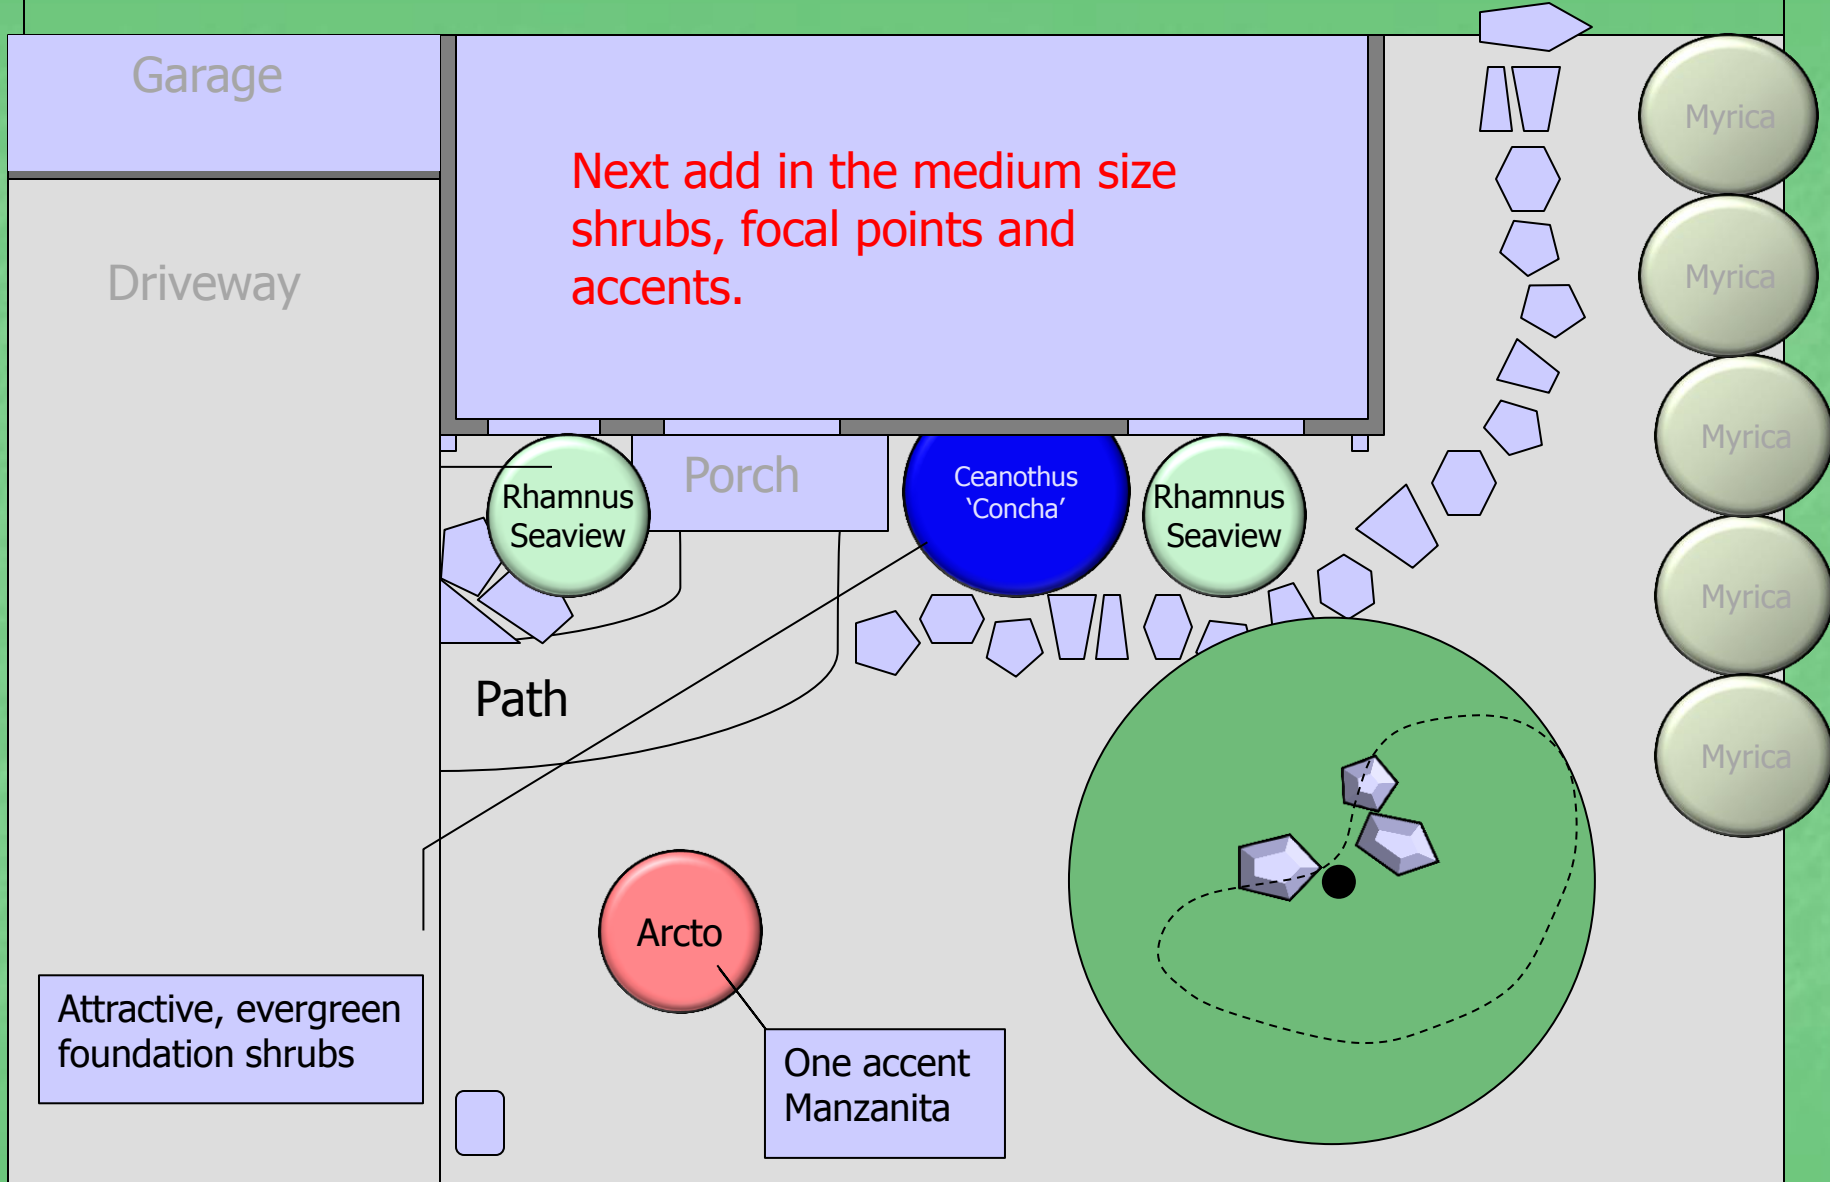 Garage
Myrica
Next add in the medium size
shrubs, focal points and
accents.
Driveway
Myrica
Myrica
Porch
Ceanothus
‘Concha’
Rhamnus
Seaview
Rhamnus
Seaview
Myrica
Path
Myrica
Arcto
Attractive, evergreen
foundation shrubs
One accent
Manzanita